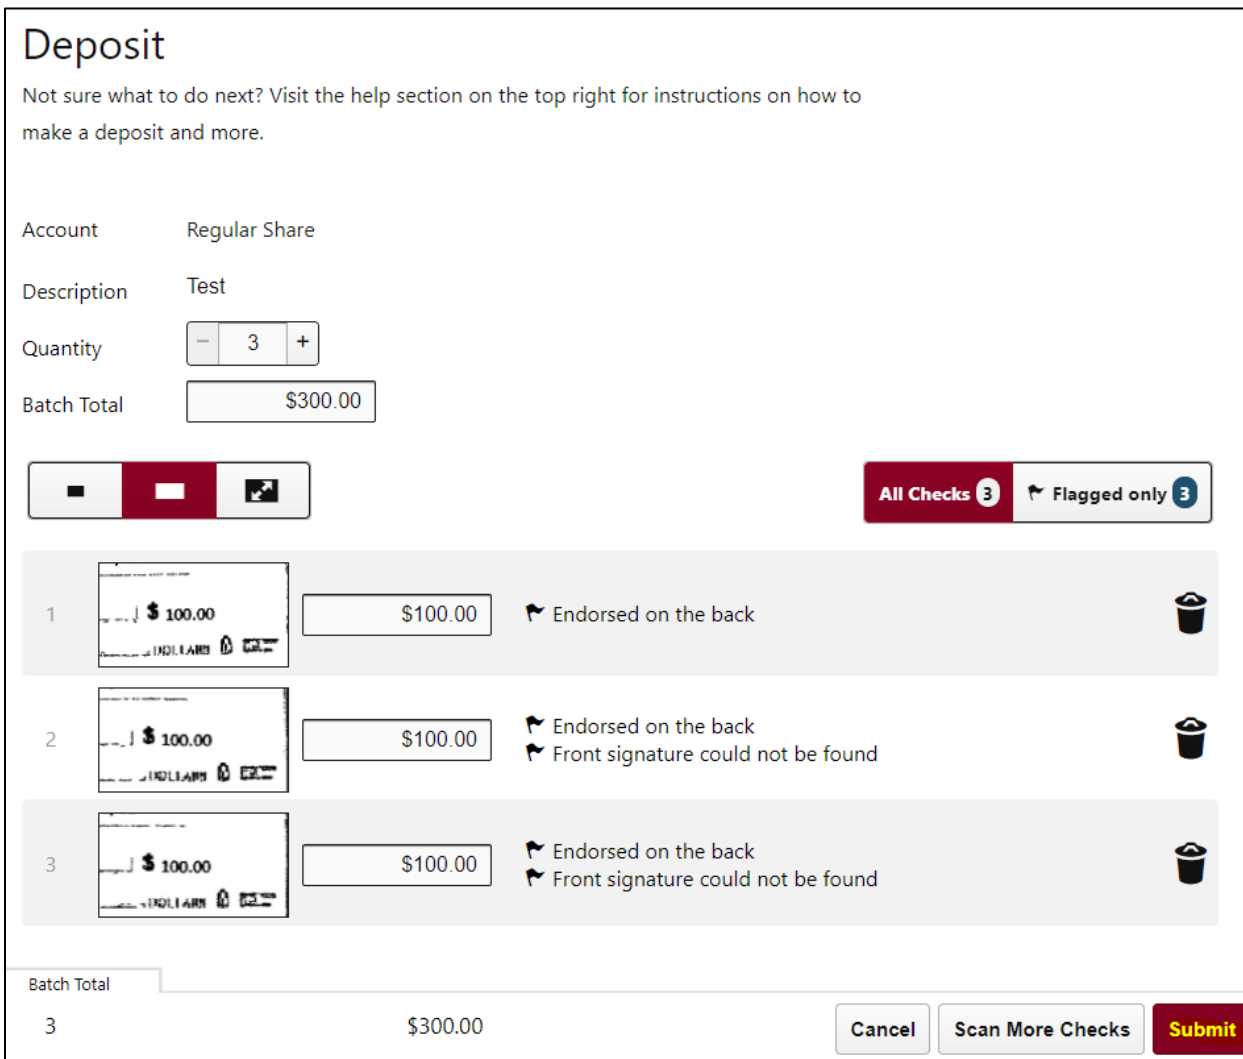 Deposit
Not sure what to do next? Visit the help section on the top right for instructions on how to
make a deposit and more.
Account Regular Share
Description Test
Quantity − 3 +
Batch Total $300.00
All Checks 3 Flagged only 3
1 $100.00 Endorsed on the back
$ 100.00
DOLLARS
2 $100.00 Endorsed on the back
Front signature could not be found
$ 100.00
DOLLARS
3 $100.00 Endorsed on the back
Front signature could not be found
$ 100.00
DOLLARS
Batch Total
3 $300.00 Cancel Scan More Checks Submit